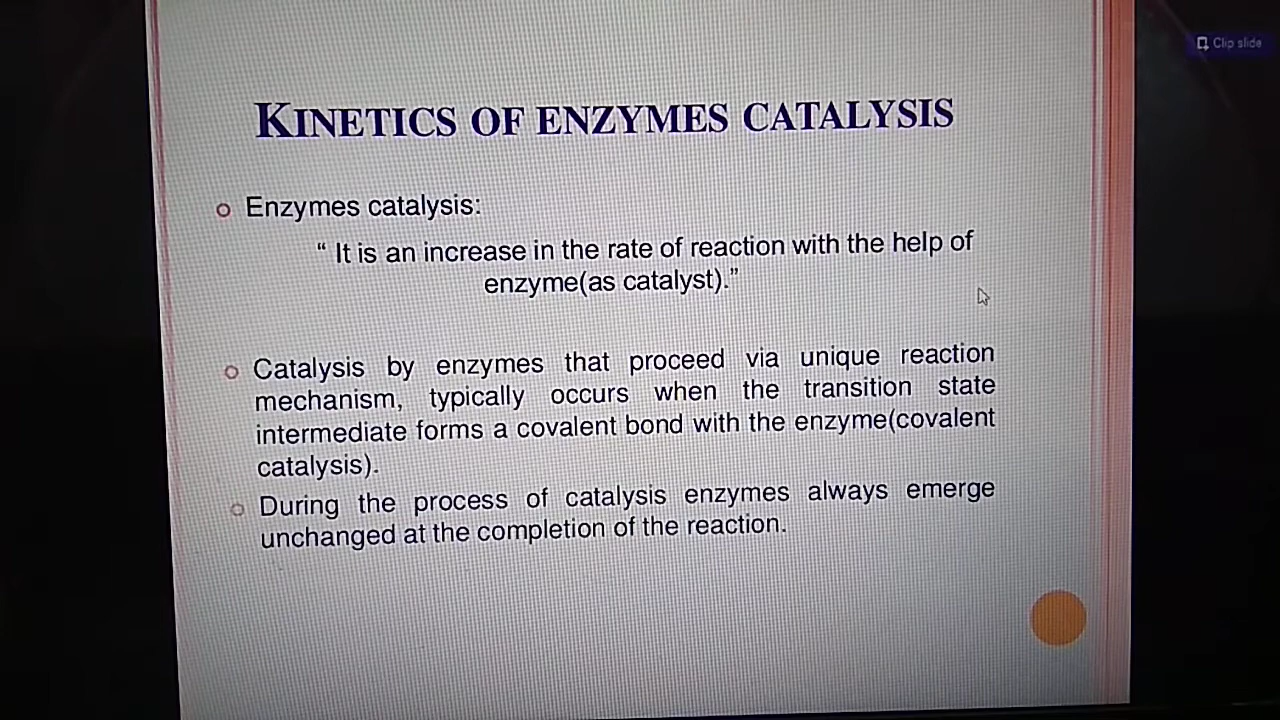 Clip slide
KINETICS OF ENZYMES CATALYSIS
Enzymes catalysis:
“ It is an increase in the rate of reaction with the help of
enzyme(as catalyst).”
Catalysis by enzymes that proceed via unique reaction
mechanism, typically occurs when the transition state
intermediate forms a covalent bond with the enzyme(covalent
catalysis).
During the process of catalysis enzymes always emerge
unchanged at the completion of the reaction.